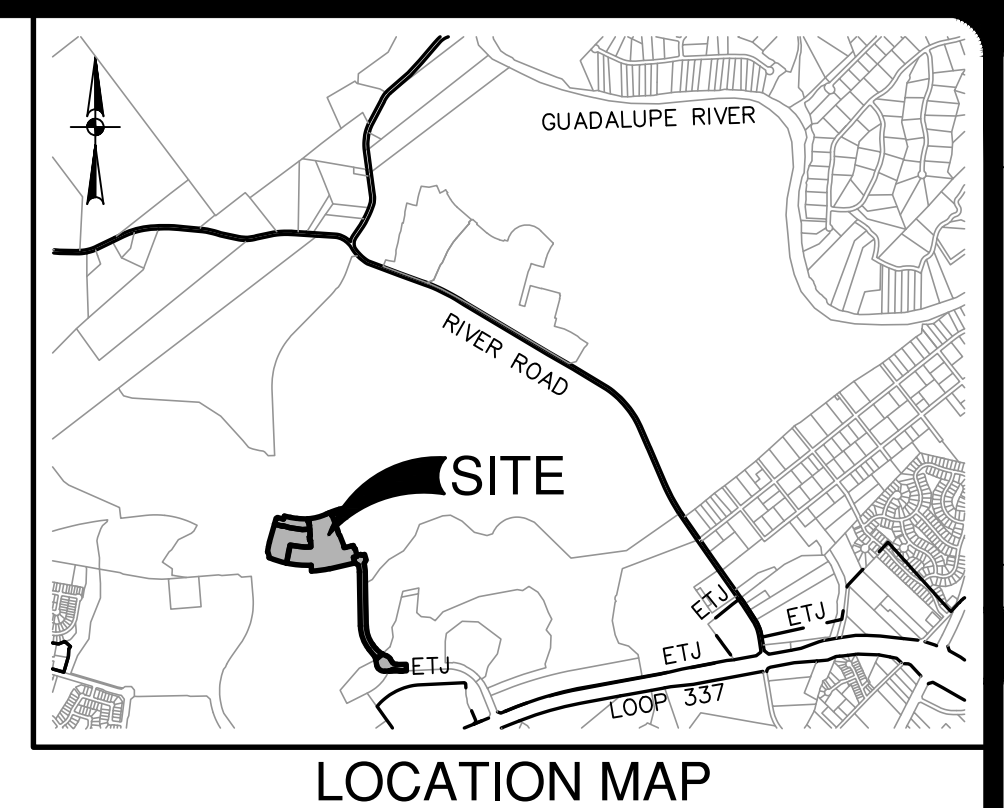 GUADALUPE RIVER
RIVER ROAD
SITE
ETJ
ETJ
ETJ
ETJ
LOOP 337
LOCATION MAP